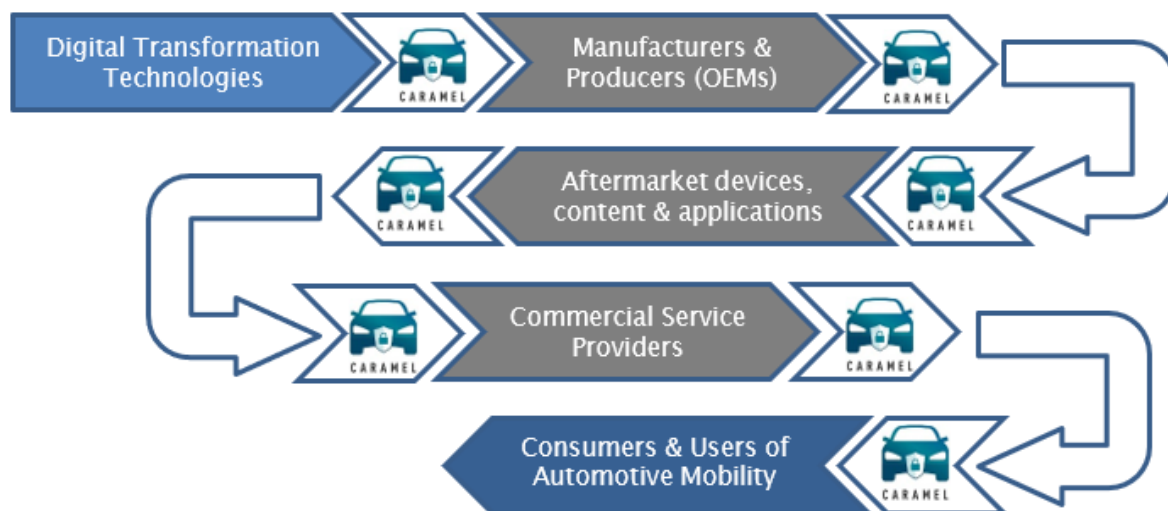 Digital Transformation
Technologies
CARAMEL
Manufacturers &
Producers (OEMs)
CARAMEL
CARAMEL
Aftermarket devices,
content & applications
CARAMEL
CARAMEL
Commercial Service
Providers
CARAMEL
CARAMEL
Consumers & Users of
Automotive Mobility